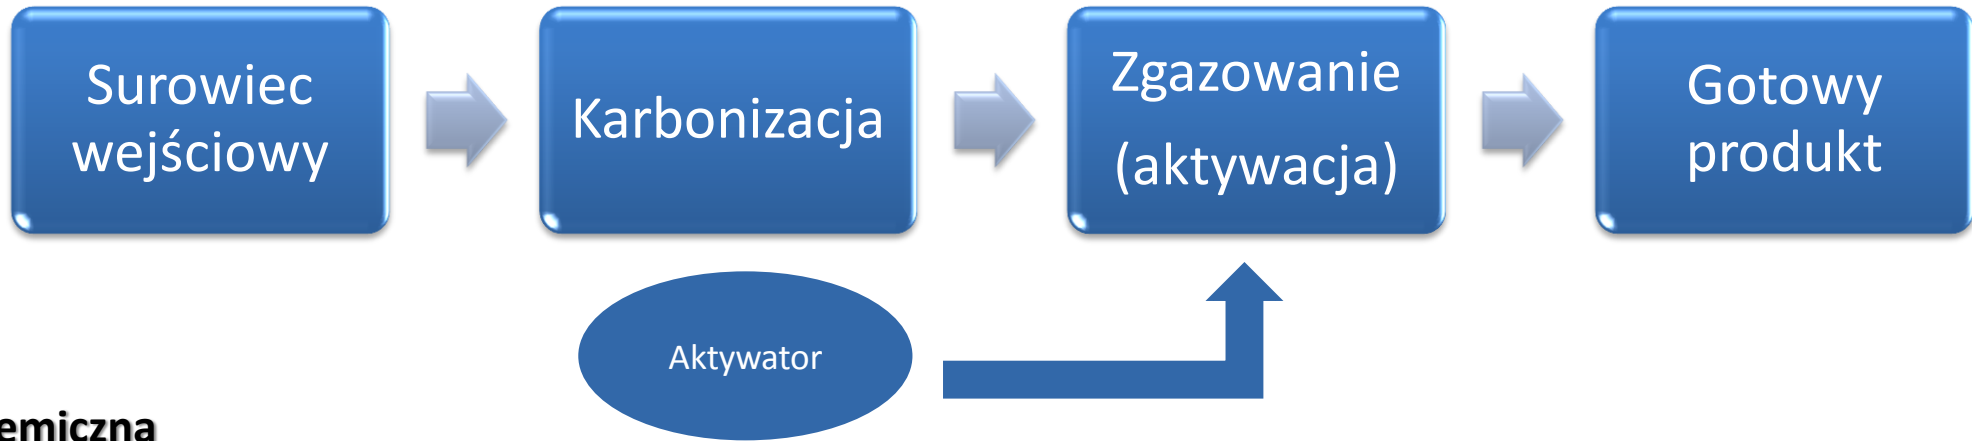 Surowiec
wejściowy
Karbonizacja
Zgazowanie
(aktywacja)
Gotowy
produkt
Aktywator
emiczna